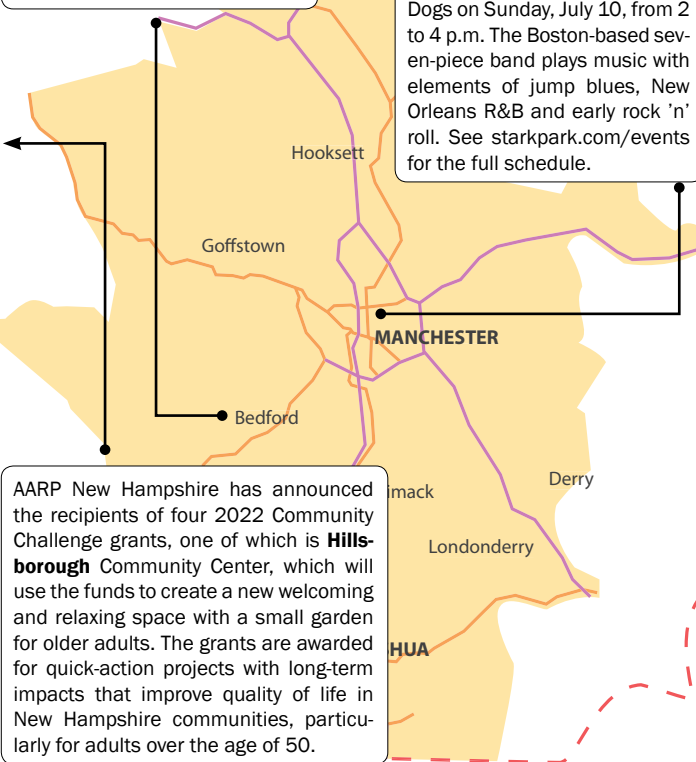 Dogs on Sunday, July 10, from 2
to 4 p.m. The Boston-based sev-
en-piece band plays music with
elements of jump blues, New
Orleans R&B and early rock ’n’
roll. See starkpark.com/events
for the full schedule.
Hooksett
Goffstown
MANCHESTER
Bedford
AARP New Hampshire has announced
the recipients of four 2022 Community
Challenge grants, one of which is Hills-
borough Community Center, which will
use the funds to create a new welcoming
and relaxing space with a small garden
for older adults. The grants are awarded
for quick-action projects with long-term
impacts that improve quality of life in
New Hampshire communities, particu-
larly for adults over the age of 50.
imack
Derry
Londonderry
HUA